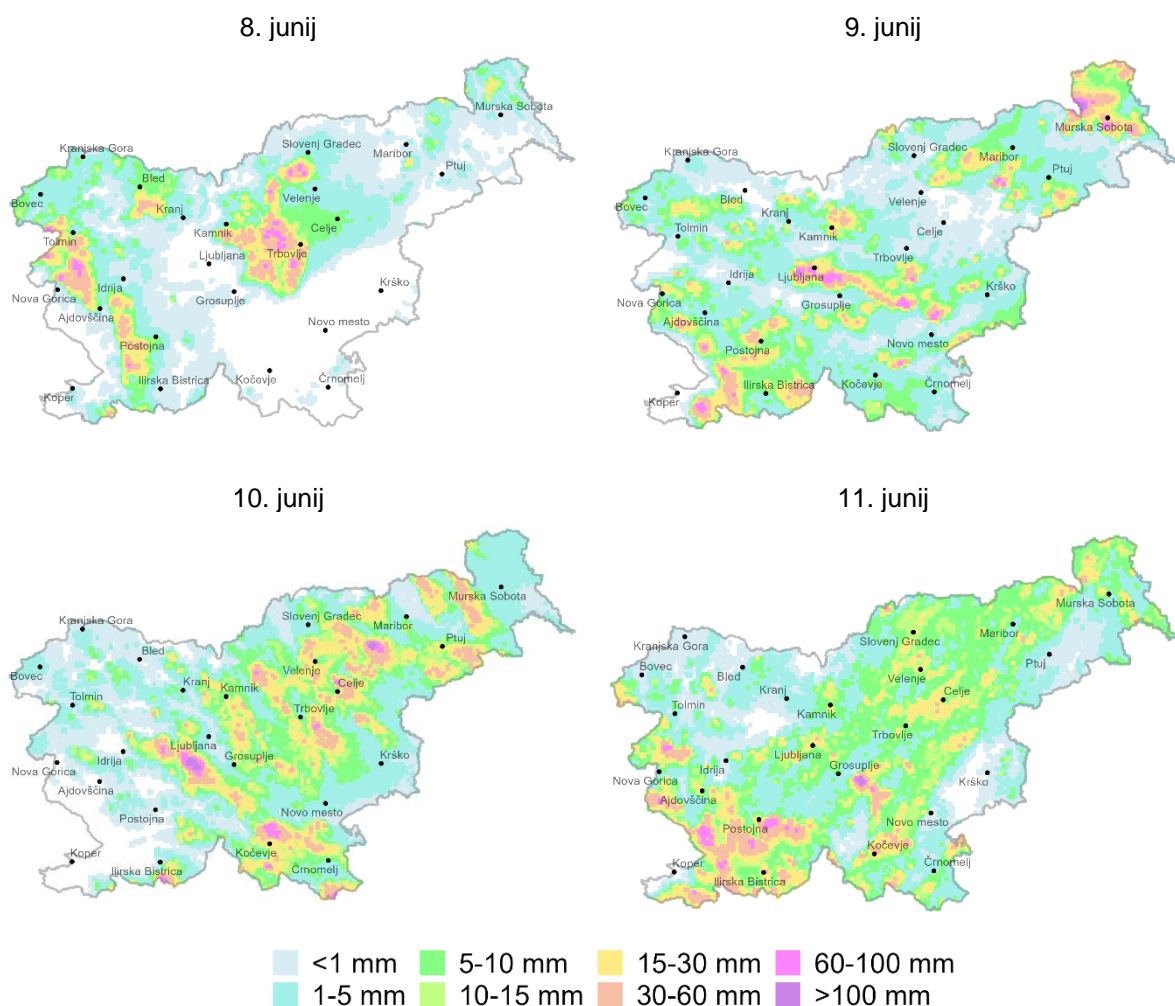 8. junij
9. junij
Murska Sobota
Slovenj Gradec
Maribor
Kranjska Gora
Ptuj
Bled
Velenje
Bovec
Kranj
Celje
Kamnik
Tolmin
Trbovlje
Ljubljana
Idrija
Nova Gorica
Grosuplje
Krško
Ajdovščina
Novo mesto
Postojna
Kočevje
Ilirska Bistrica
Črnomelj
Koper
Murska Sobota
Slovenj Gradec
Maribor
Kranjska Gora
Ptuj
Bled
Velenje
Bovec
Kranj
Celje
Kamnik
Tolmin
Trbovlje
Ljubljana
Idrija
Nova Gorica
Grosuplje
Krško
Ajdovščina
Novo mesto
Postojna
Kočevje
Ilirska Bistrica
Črnomelj
Koper
10. junij
11. junij
Murska Sobota
Slovenj Gradec
Maribor
Kranjska Gora
Ptuj
Bled
Velenje
Bovec
Kranj
Celje
Kamnik
Tolmin
Trbovlje
Ljubljana
Idrija
Nova Gorica
Grosuplje
Krško
Ajdovščina
Novo mesto
Postojna
Kočevje
Ilirska Bistrica
Črnomelj
Koper
Murska Sobota
Slovenj Gradec
Maribor
Kranjska Gora
Ptuj
Bled
Velenje
Bovec
Kranj
Celje
Kamnik
Tolmin
Trbovlje
Ljubljana
Idrija
Nova Gorica
Grosuplje
Krško
Ajdovščina
Novo mesto
Postojna
Kočevje
Ilirska Bistrica
Črnomelj
Koper
<1 mm 5-10 mm 15-30 mm 60-100 mm
1-5 mm 10-15 mm 30-60 mm >100 mm